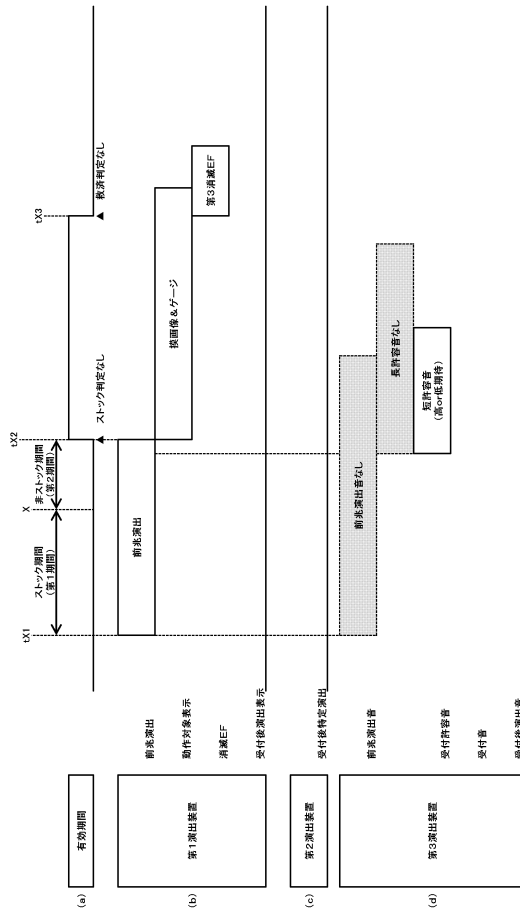 tX1
X
tX2
tX3
ストック期間
(第1期間)
非ストック期間
(第2期間)
(a)
有効期間
ストック判定なし
救済判定なし
(b)
第1演出装置
前兆演出
前兆演出
動作対象表示
摸画像&ゲージ
消滅EF
第3消滅EF
受付後演出表示
(c)
第2演出装置
受付後特定演出
(d)
第3演出装置
前兆演出音
前兆演出音なし
長許容音なし
受付許容音
短許容音
(高or低期待)
受付音
受付後演出音